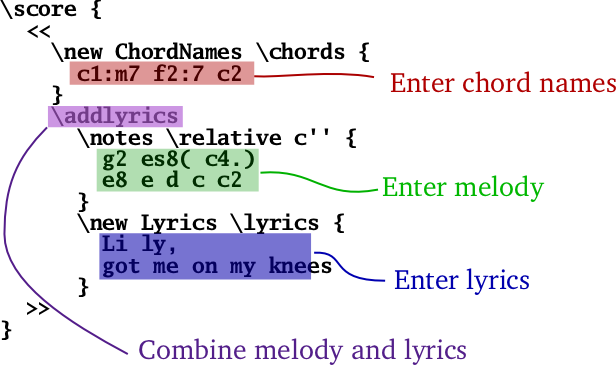 \score {
<<
\new ChordNames \chords {
c1:m7 f2:7 c2
Enter chord names
}
\addlyrics
\notes \relative c'' {
g2 es8( c4.)
e8 e d c c2
Enter melody
}
\new Lyrics \lyrics {
Li ly,
got me on my knees
Enter lyrics
}
>>
}
Combine melody and lyrics